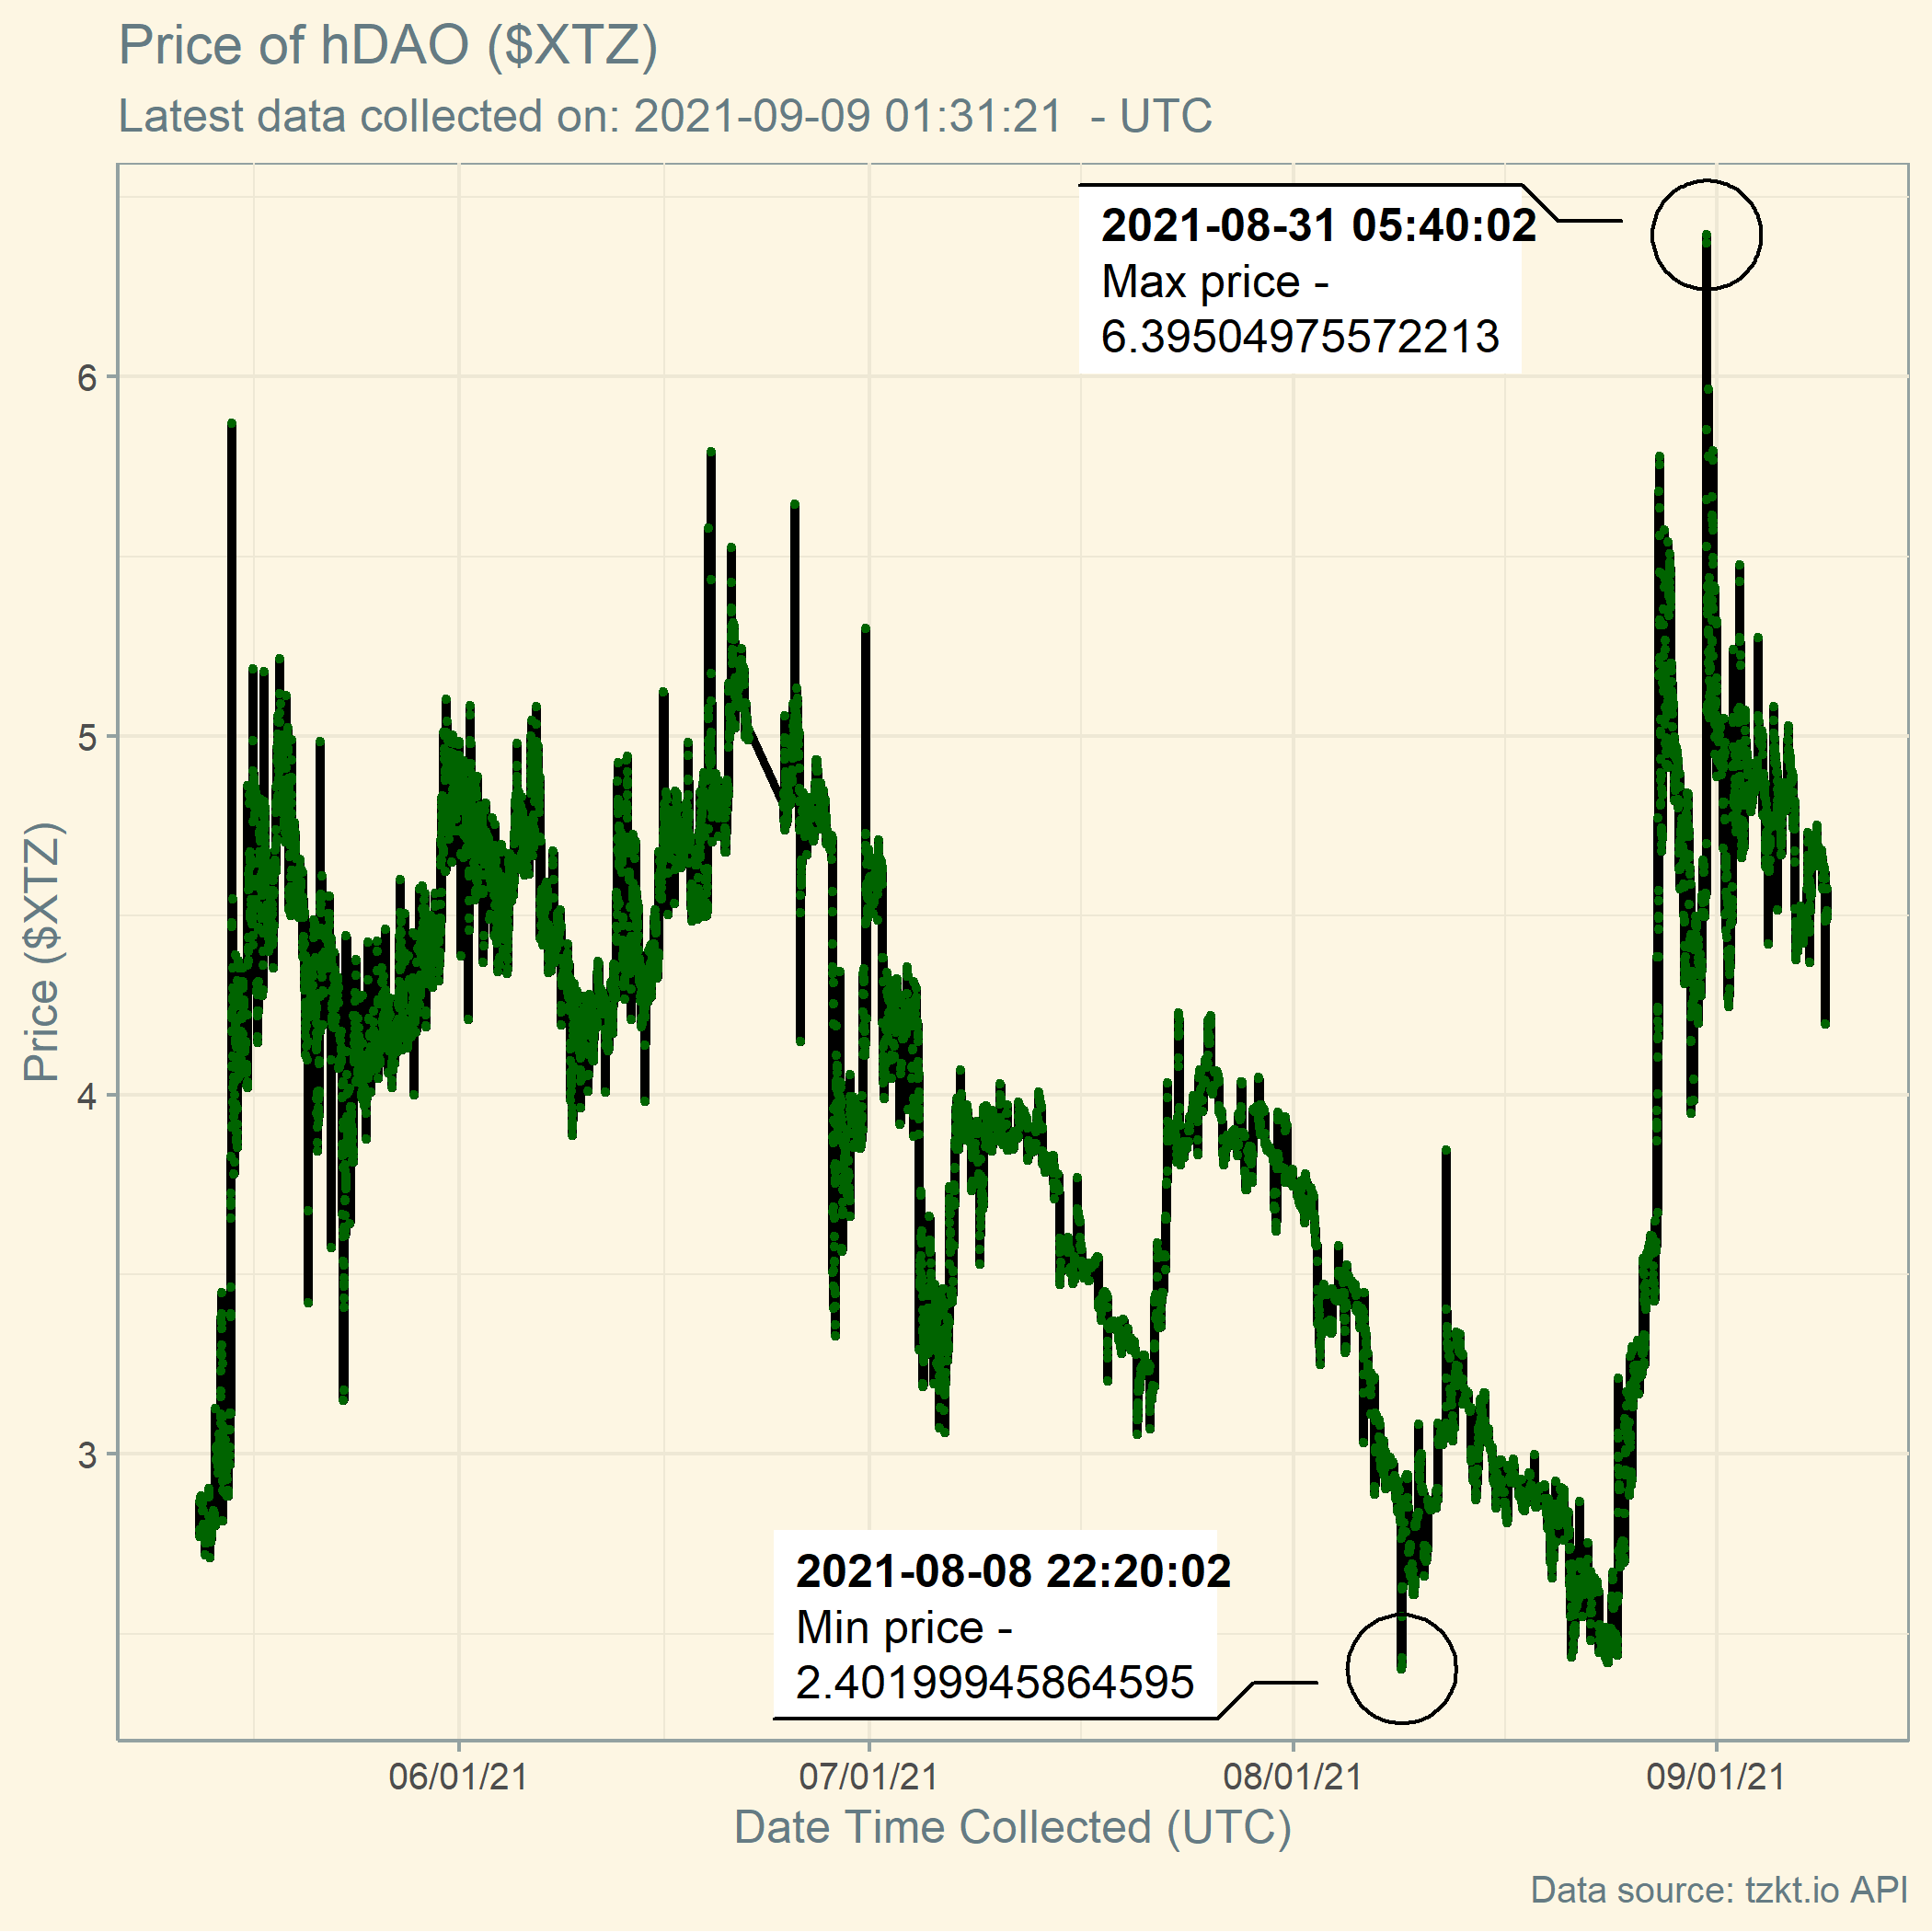 Price of hDAO ($XTZ)
Latest data collected on: 2021-09-09 01:31:21  - UTC
2021-08-31 05:40:02
Max price -
6.39504975572213
6
5
4
3
Price ($XTZ)
2021-08-08 22:20:02
Min price -
2.40199945864595
06/01/21
07/01/21
08/01/21
09/01/21
Date Time Collected (UTC)
Data source: tzkt.io API